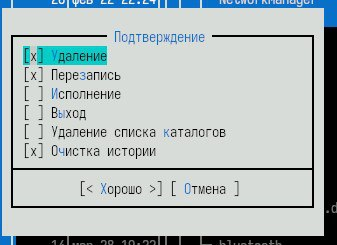 Подтверждение
[x] Удаление
[x] Перезапись
[ ] Исполнение
[ ] Выход
[ ] Удаление списка каталогов
[x] Очистка истории
[< Хорошо >] [ Отмена ]